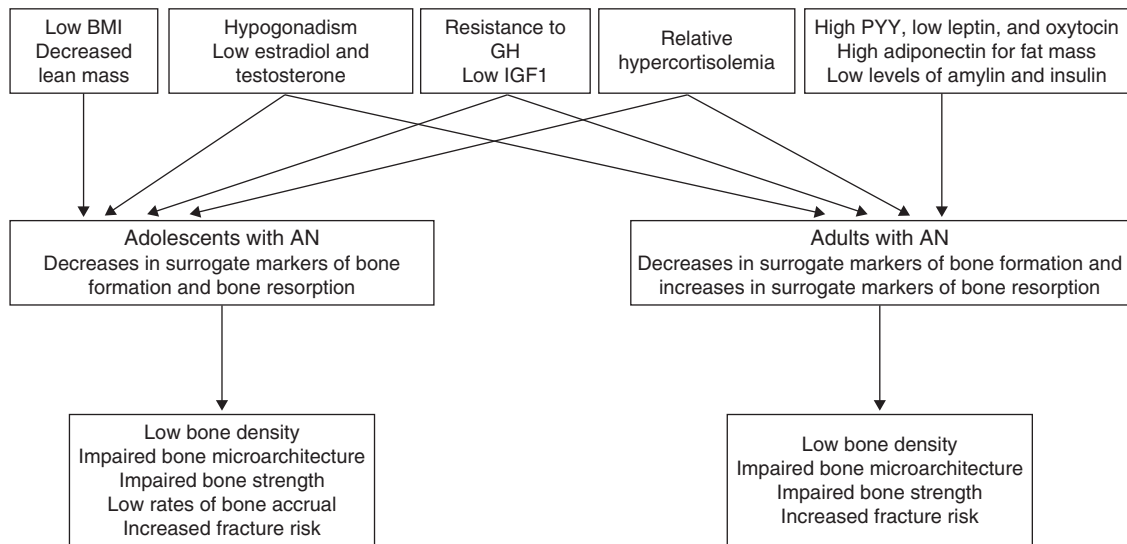 Low BMI
Decreased
lean mass
Hypogonadism
Low estradiol and
testosterone
Resistance to
GH
Low IGF1
Relative
hypercortisolemia
High PYY, low leptin, and oxytocin
High adiponectin for fat mass
Low levels of amylin and insulin
Adolescents with AN
Decreases in surrogate markers of bone
formation and bone resorption
Adults with AN
Decreases in surrogate markers of bone formation and
increases in surrogate markers of bone resorption
Low bone density
Impaired bone microarchitecture
Impaired bone strength
Low rates of bone accrual
Increased fracture risk
Low bone density
Impaired bone microarchitecture
Impaired bone strength
Increased fracture risk